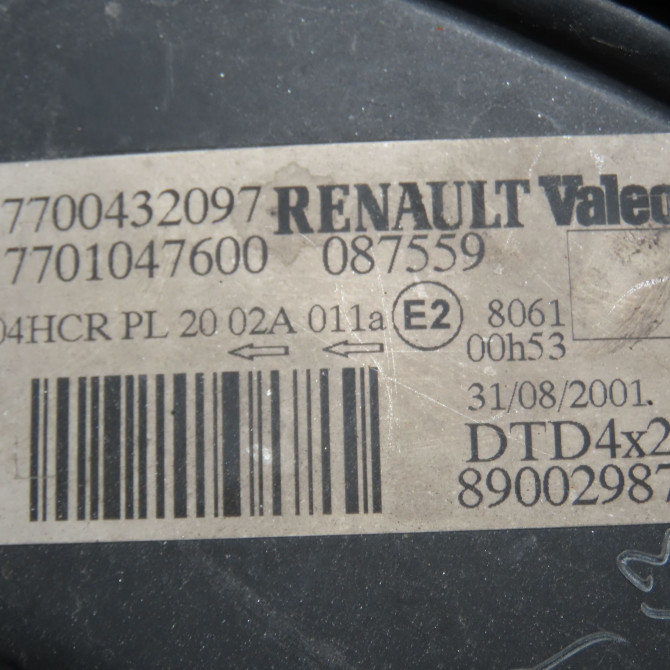 7700432097 RENAULT Valeo
7701047600 087559
04HCR PL 20 02A 011a E2 8061
00h53
31/08/2001.
DTD4x2
89002987